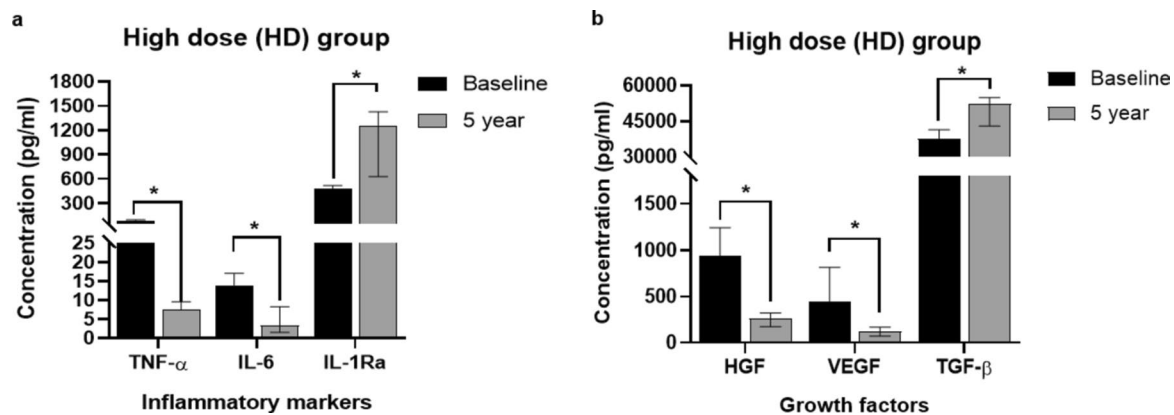 a
High dose (HD) group
Baseline
5 year
Concentration (pg/ml)
1800
1500
1200
900
600
300
25
20
15
10
5
0
*
*
*
TNF-α
IL-6
IL-1Ra
Inflammatory markers
b
High dose (HD) group
Baseline
5 year
Concentration (pg/ml)
60000
45000
30000
1500
1000
500
0
*
*
*
HGF
VEGF
TGF-β
Growth factors